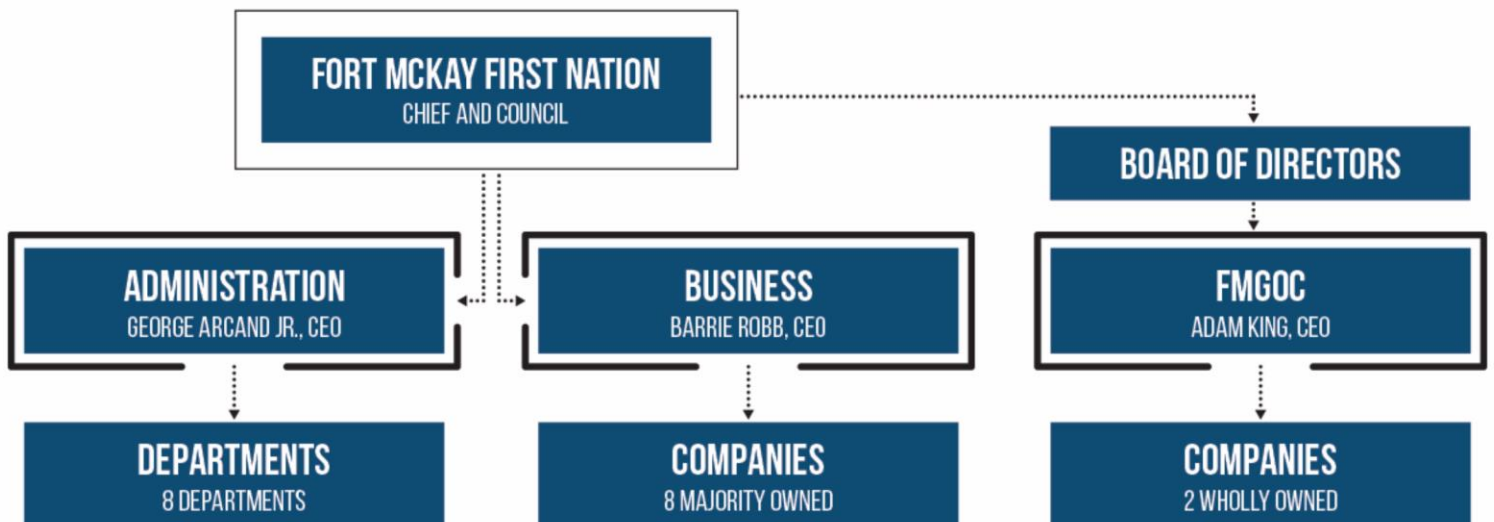 FORT MCKAY FIRST NATION
CHIEF AND COUNCIL
BOARD OF DIRECTORS
ADMINISTRATION
GEORGE ARCAND JR., CEO
BUSINESS
BARRIE ROBB, CEO
FMGOC
ADAM KING, CEO
DEPARTMENTS
8 DEPARTMENTS
COMPANIES
8 MAJORITY OWNED
COMPANIES
2 WHOLLY OWNED